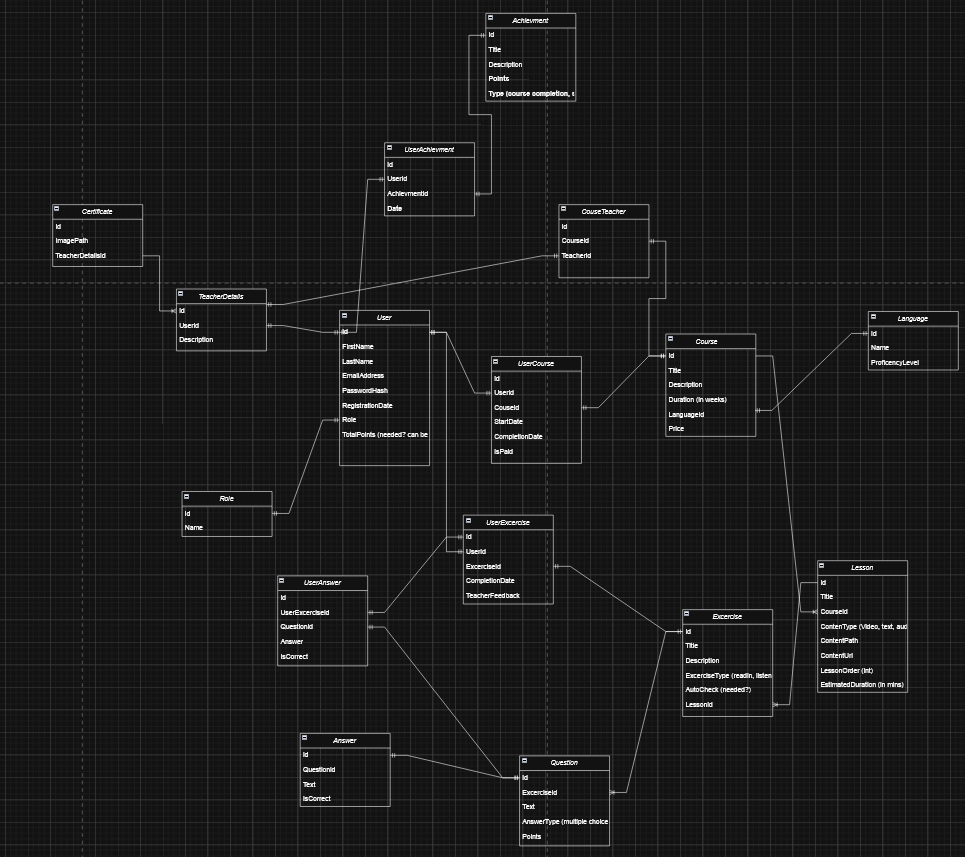 Achievment
Id
Title
Description
Points
Type (course completion, s
UserAchievment
Id
UserId
AchievmentId
Date
Certificate
Id
ImagePath
TeacherDetailsId
CouseTeacher
Id
CourseId
TeacherId
TeacherDetails
Id
UserId
Description
User
Id
FirstName
LastName
EmailAddress
PasswordHash
RegistrationDate
Role
TotalPoints (needed? can be
Language
Id
Name
ProficencyLevel
Course
Id
Title
Description
Duration (in weeks)
LanguageId
Price
UserCourse
Id
UserId
CouseId
StartDate
CompletionDate
IsPaid
Role
Id
Name
UserExcercise
Id
UserId
ExcerciseId
CompletionDate
TeacherFeedback
UserAnswer
Id
UserExcerciseId
QuestionId
Answer
IsCorrect
Lesson
Id
Title
CourseId
ContenType (Video, text, aud
ContentPath
ContentUrl
LessonOrder (int)
EstimatedDuration (in mins)
Excercise
Id
Title
Description
ExcerciseType (readin, listen
AutoCheck (needed?)
LessonId
Answer
Id
QuestionId
Text
IsCorrect
Question
Id
ExcerciseId
Text
AnswerType (multiple choice
Points